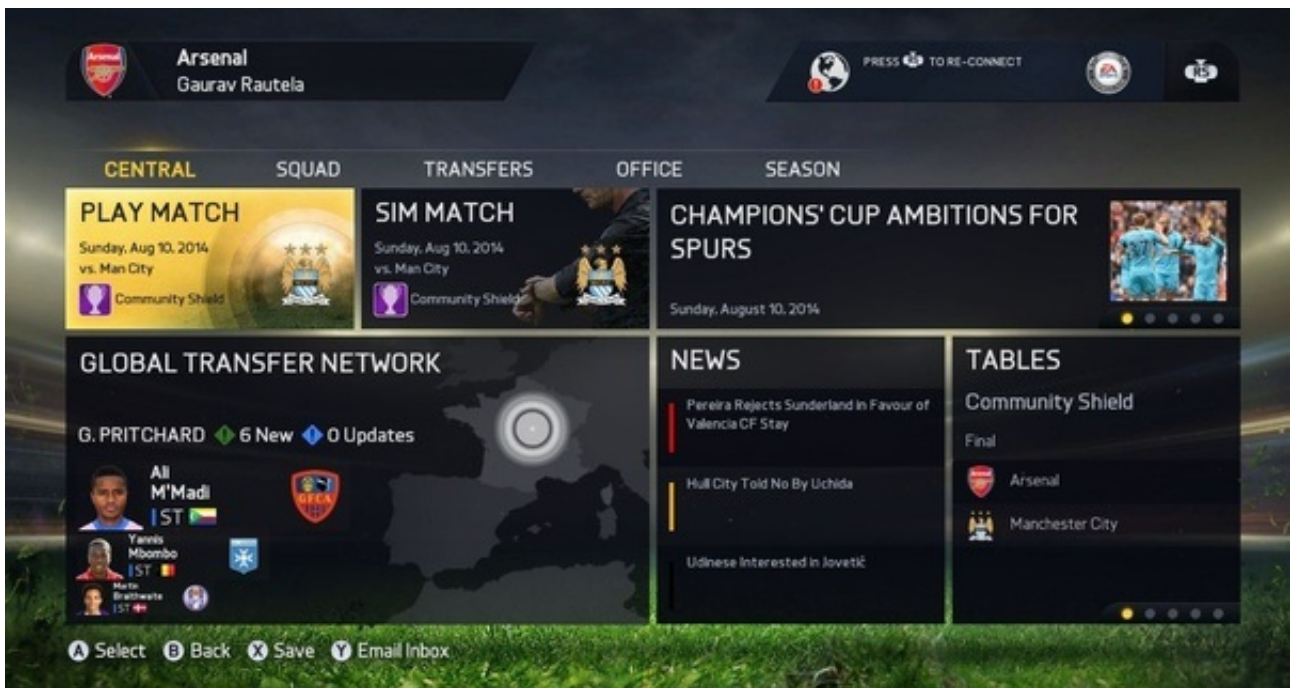 Arsenal
Gaurav Rautela
PRESS RS TO RE-CONNECT
RS
CENTRAL SQUAD TRANSFERS OFFICE SEASON
PLAY MATCH
Sunday, Aug 10, 2014
vs. Man City
Community Shield
SIM MATCH
Sunday, Aug 10, 2014
vs. Man City
Community Shield
CHAMPIONS' CUP AMBITIONS FOR
SPURS
Sunday, August 10, 2014
GLOBAL TRANSFER NETWORK
G. PRITCHARD 6 New 0 Updates
Ali
M'Madi
ST
GFCA
Yannis
Mbombo
ST
Martin
Braithwaite
ST
NEWS
Pereira Rejects Sunderland in Favour of
Valencia CF Stay
Hull City Told No By Uchida
Udinese Interested in Jovetić
TABLES
Community Shield
Final
Arsenal
Manchester City
A Select B Back X Save Y Email Inbox